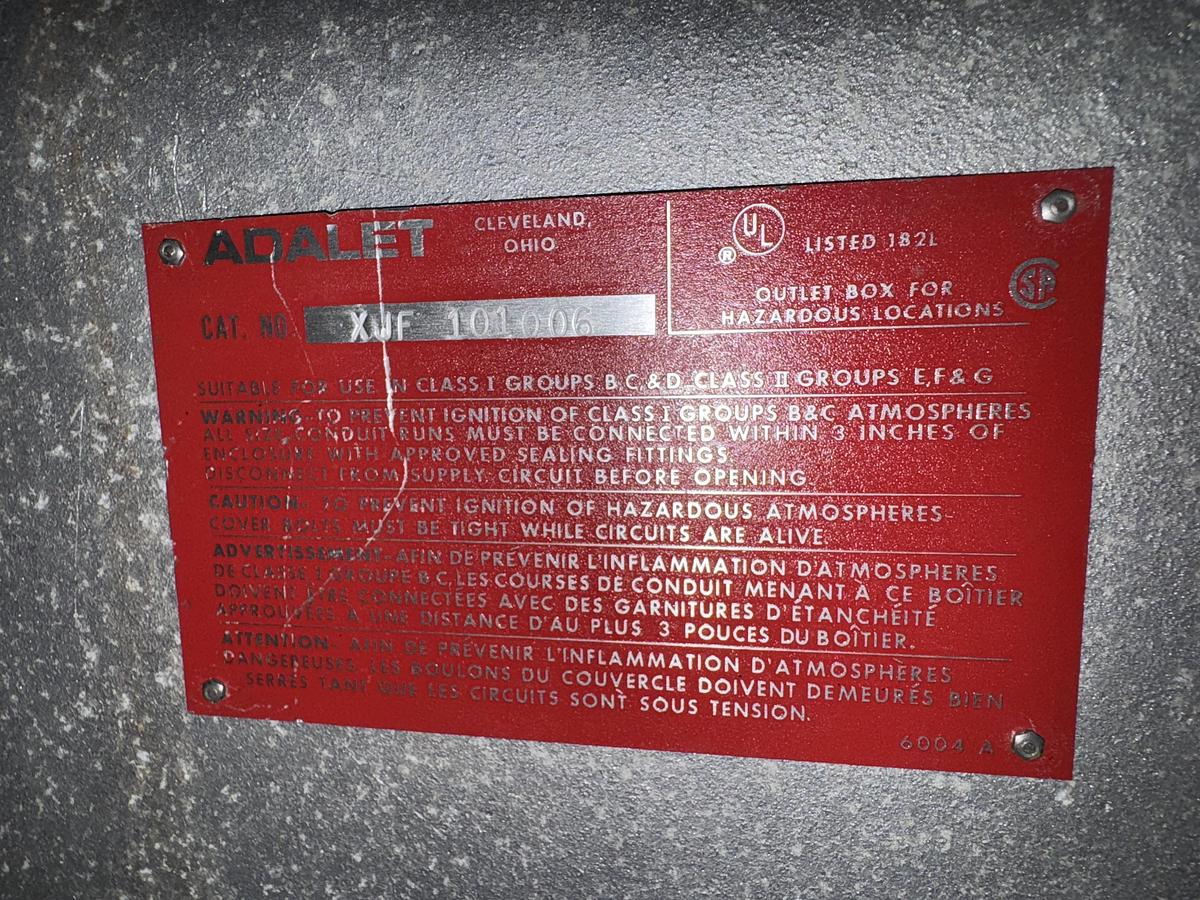 ADALET
CLEVELAND,
OHIO
UL
®
LISTED 182L
OUTLET BOX FOR
HAZARDOUS LOCATIONS
CAT. NO. XJF 101006
SUITABLE FOR USE IN CLASS I GROUPS B,C,&D CLASS II GROUPS E,F&G
WARNING- TO PREVENT IGNITION OF CLASS I GROUPS B&C ATMOSPHERES
ALL SIZE CONDUIT RUNS MUST BE CONNECTED WITHIN 3 INCHES OF
ENCLOSURE WITH APPROVED SEALING FITTINGS.
DISCONNECT FROM SUPPLY CIRCUIT BEFORE OPENING
CAUTION- TO PREVENT IGNITION OF HAZARDOUS ATMOSPHERES-
COVER BOLTS MUST BE TIGHT WHILE CIRCUITS ARE ALIVE.
ADVERTISSEMENT-AFIN DE PRÉVENIR L'INFLAMMATION D'ATMOSPHERES
DE CLASSE I GROUPE B C, LES COURSES DE CONDUIT MENANT A CE BOÎTIER
DOIVENT ÊTRE CONNECTÉES AVEC DES GARNITURES D'ÉTANCHÉITÉ
APPROUVÉES A UNE DISTANCE D'AU PLUS 3 POUCES DU BOÎTIER.
ATTENTION- AFIN DE PRÉVENIR L'INFLAMMATION D'ATMOSPHÈRES
DANGEREUSES, LES BOULONS DU COUVERCLE DOIVENT DEMEURÉS BIEN
SERRÉS TANT QUE LES CIRCUITS SONT SOUS TENSION.
6004 A